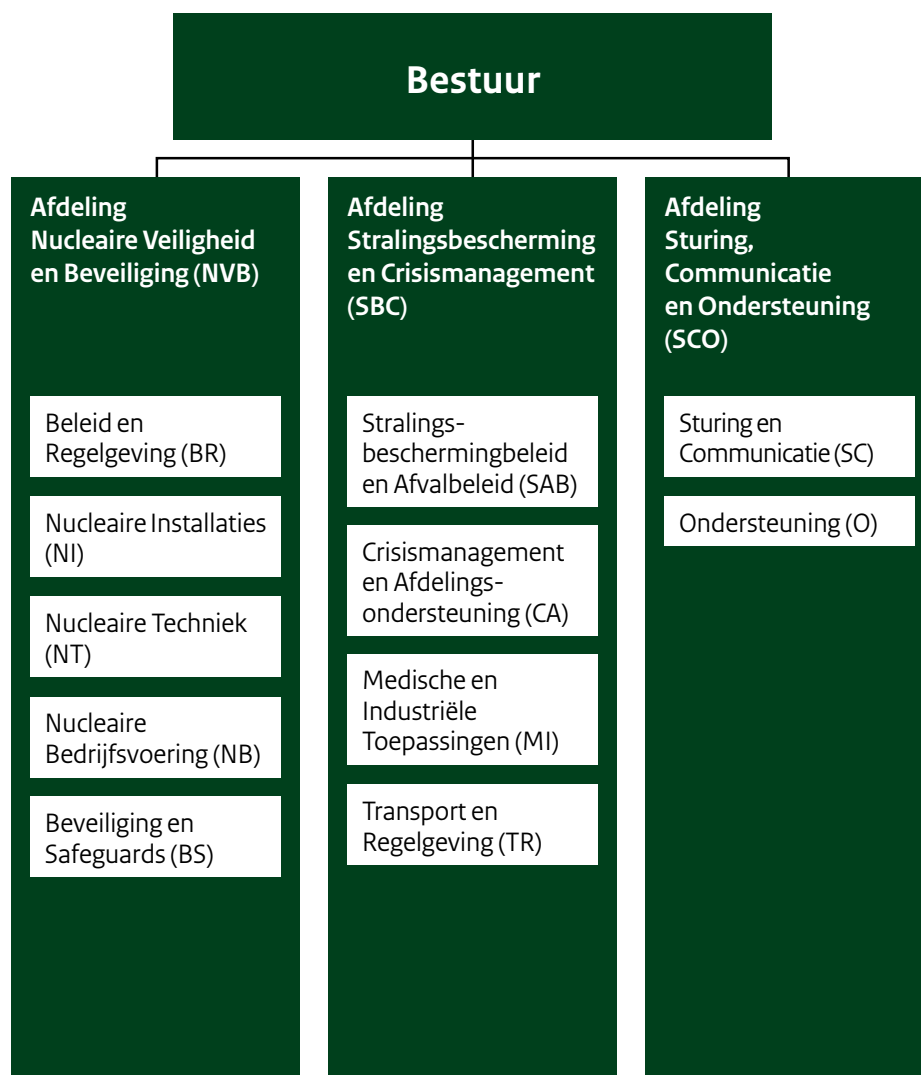 Bestuur
Afdeling
Nucleaire Veiligheid
en Beveiliging (NVB)
Beleid en
Regelgeving (BR)
Nucleaire Installaties
(NI)
Nucleaire Techniek
(NT)
Nucleaire
Bedrijfsvoering (NB)
Beveiliging en
Safeguards (BS)
Afdeling
Stralingsbescherming
en Crisismanagement
(SBC)
Stralings-
beschermingbeleid
en Afvalbeleid (SAB)
Crisismanagement
en Afdelings-
ondersteuning (CA)
Medische en
Industriële
Toepassingen (MI)
Transport en
Regelgeving (TR)
Afdeling
Sturing,
Communicatie
en Ondersteuning
(SCO)
Sturing en
Communicatie (SC)
Ondersteuning (O)